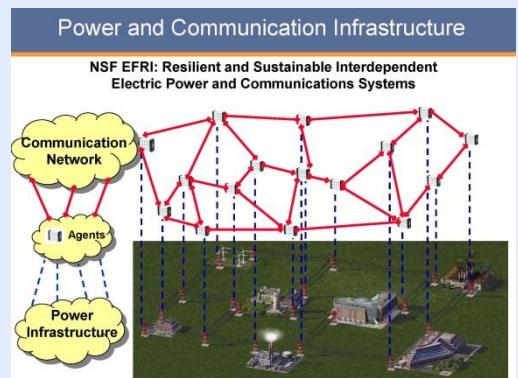 Power and Communication Infrastructure
NSF EFRI: Resilient and Sustainable Interdependent
Electric Power and Communications Systems
Communication
Network
Agents
Power
Infrastructure